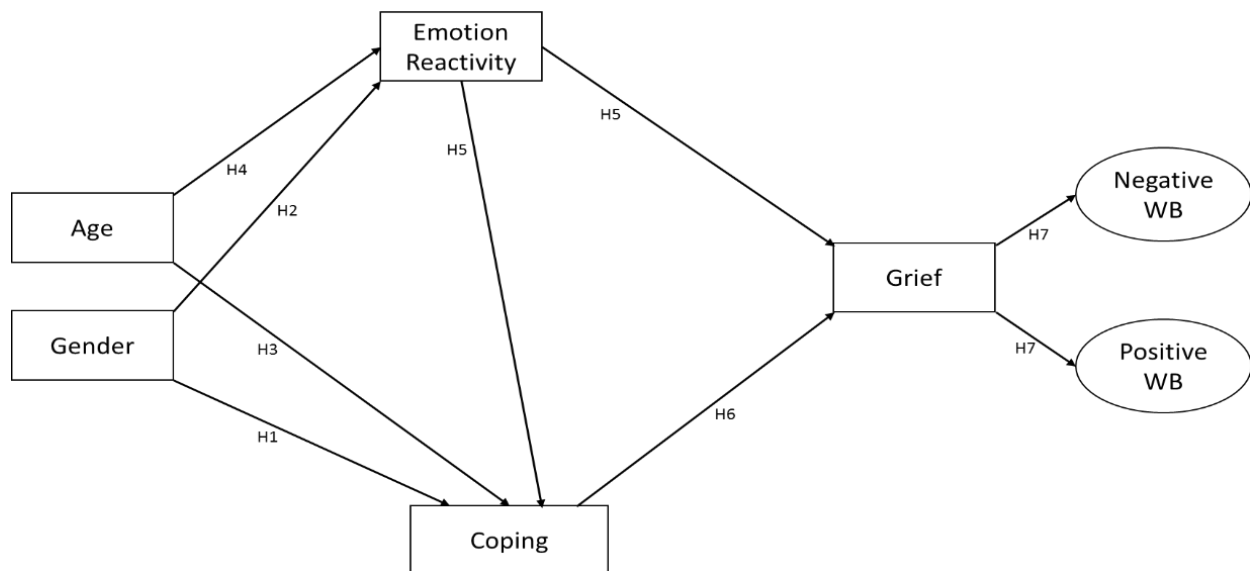 Emotion
Reactivity
H5
H5
H4
Negative
WB
H2
Age
H7
Grief
Gender
H3
H7
Positive
WB
H6
H1
Coping